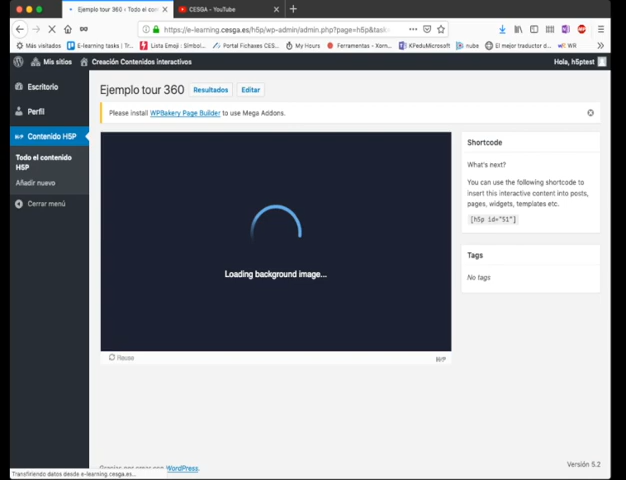 Ejemplo tour 360 ‹ Todo el con
CESGA - YouTube
https://e-learning.cesga.es/h5p/wp-admin/admin.php?page=h5p&task=
Más visitados
E-learning tasks | Tr...
Lista Emoji · Símbol...
Portal Fichaxes CES...
My Hours
Ferramentas - Xom...
KFeduMicrosoft
nube
El mejor traductor d...
WR
Mis sitios
Creación Contenidos interactivos
Hola, h5ptest
Escritorio
Perfil
Contenido H5P
Todo el contenido
H5P
Añadir nuevo
Cerrar menú
Ejemplo tour 360
Resultados
Editar
Please install WPBakery Page Builder to use Mega Addons.
Loading background image...
Reuse
H5P
Shortcode
What's next?
You can use the following shortcode to
insert this interactive content into posts,
pages, widgets, templates etc.
[h5p id="51"]
Tags
No tags
WordPress.
Versión 5.2
Transfiriendo datos desde e-learning.cesga.es...